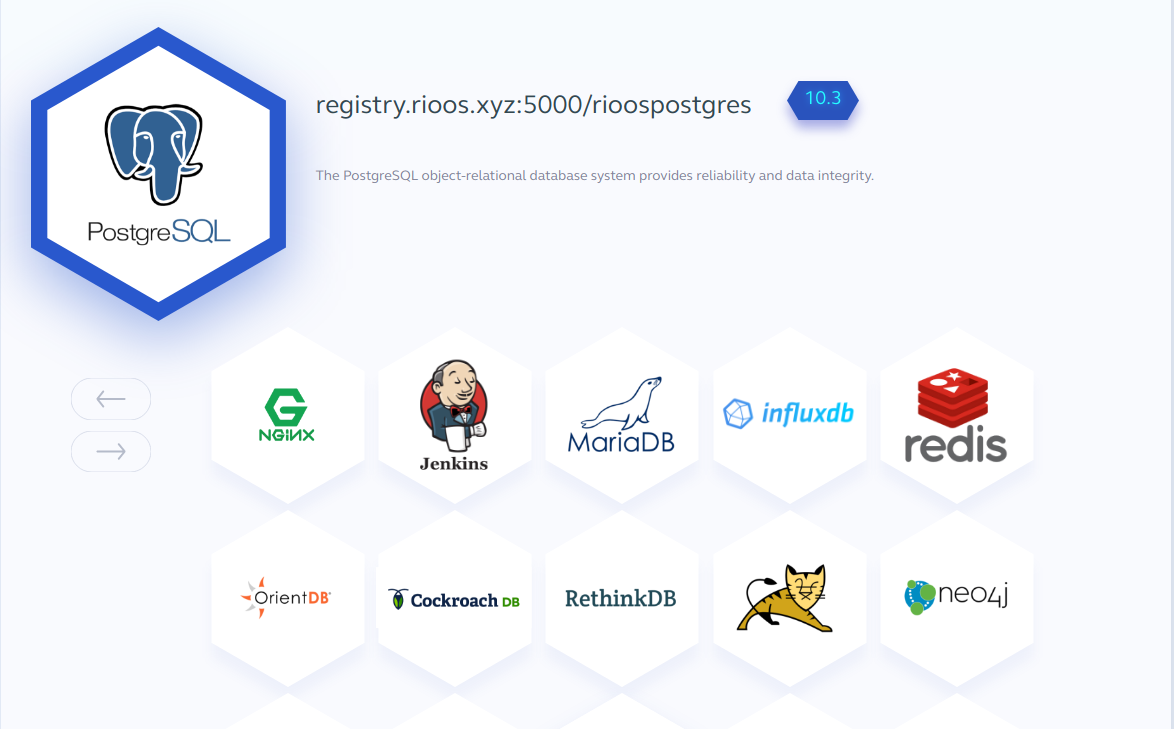 PostgreSQL
registry.rioos.xyz:5000/rioospostgres
10.3
The PostgreSQL object-relational database system provides reliability and data integrity.
NGiNX
Jenkins
MariaDB
influxdb
redis
OrientDB
Cockroach DB
RethinkDB
neo4j